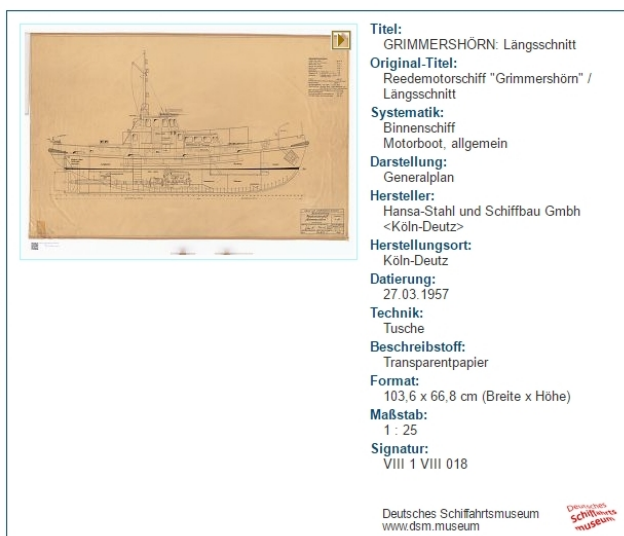 Titel:
GRIMMERSHÖRN: Längsschnitt
Original-Titel:
Reedemotorschiff "Grimmershörn" /
Längsschnitt
Systematik:
Binnenschiff
Motorboot, allgemein
Darstellung:
Generalplan
Hersteller:
Hansa-Stahl und Schiffbau Gmbh
<Köln-Deutz>
Herstellungsort:
Köln-Deutz
Datierung:
27.03.1957
Technik:
Tusche
Beschreibstoff:
Transparentpapier
Format:
103,6 x 66,8 cm (Breite x Höhe)
Maßstab:
1 : 25
Signatur:
VIII 1 VIII 018
Deutsches Schiffahrtsmuseum
www.dsm.museum
Deutsches
Schiffahrts
museum